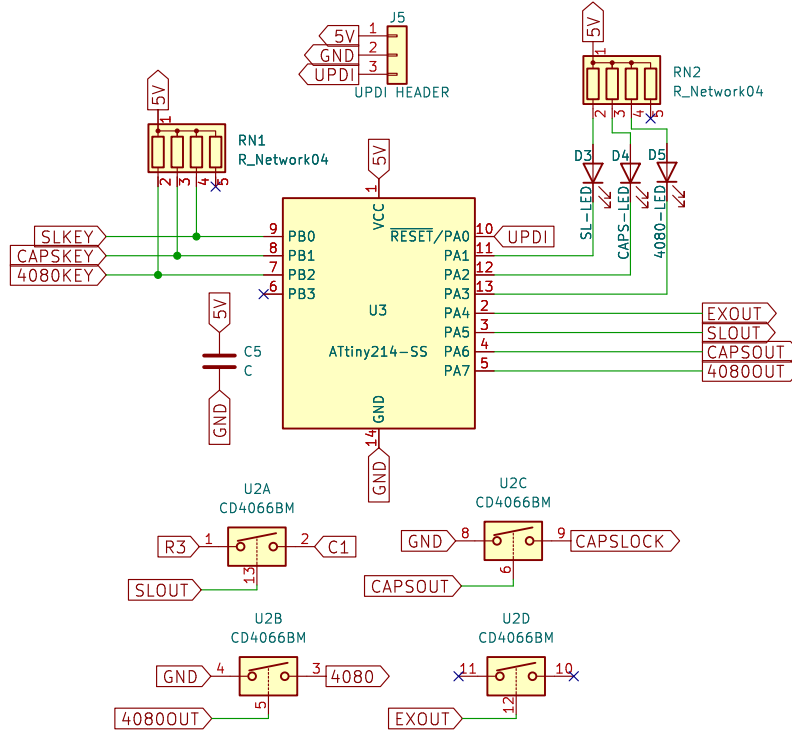 J5
5V 1
GND 2
UPDI 3
UPDI HEADER
5V
1
RN2
R_Network04
2 3 4 5
5V
1
RN1
R_Network04
2 3 4 5
5V
1
VCC
D3 D4 D5
SL-LED
CAPS-LED
4080-LED
SLKEY 9 PB0
CAPSKEY 8 PB1
4080KEY 7 PB2
6 PB3
RESET/PA0 10 UPDI
PA1 11
PA2 12
PA3 13
PA4 2 EXOUT
PA5 3 SLOUT
PA6 4 CAPSOUT
PA7 5 4080OUT
U3
ATtiny214-SS
5V
C5
C
GND
GND
14
GND
U2A
CD4066BM
R3 1 2 C1
13
SLOUT
U2C
CD4066BM
GND 8 9 CAPSLOCK
6
CAPSOUT
U2B
CD4066BM
GND 4 3 4080
5
4080OUT
U2D
CD4066BM
11 10
12
EXOUT